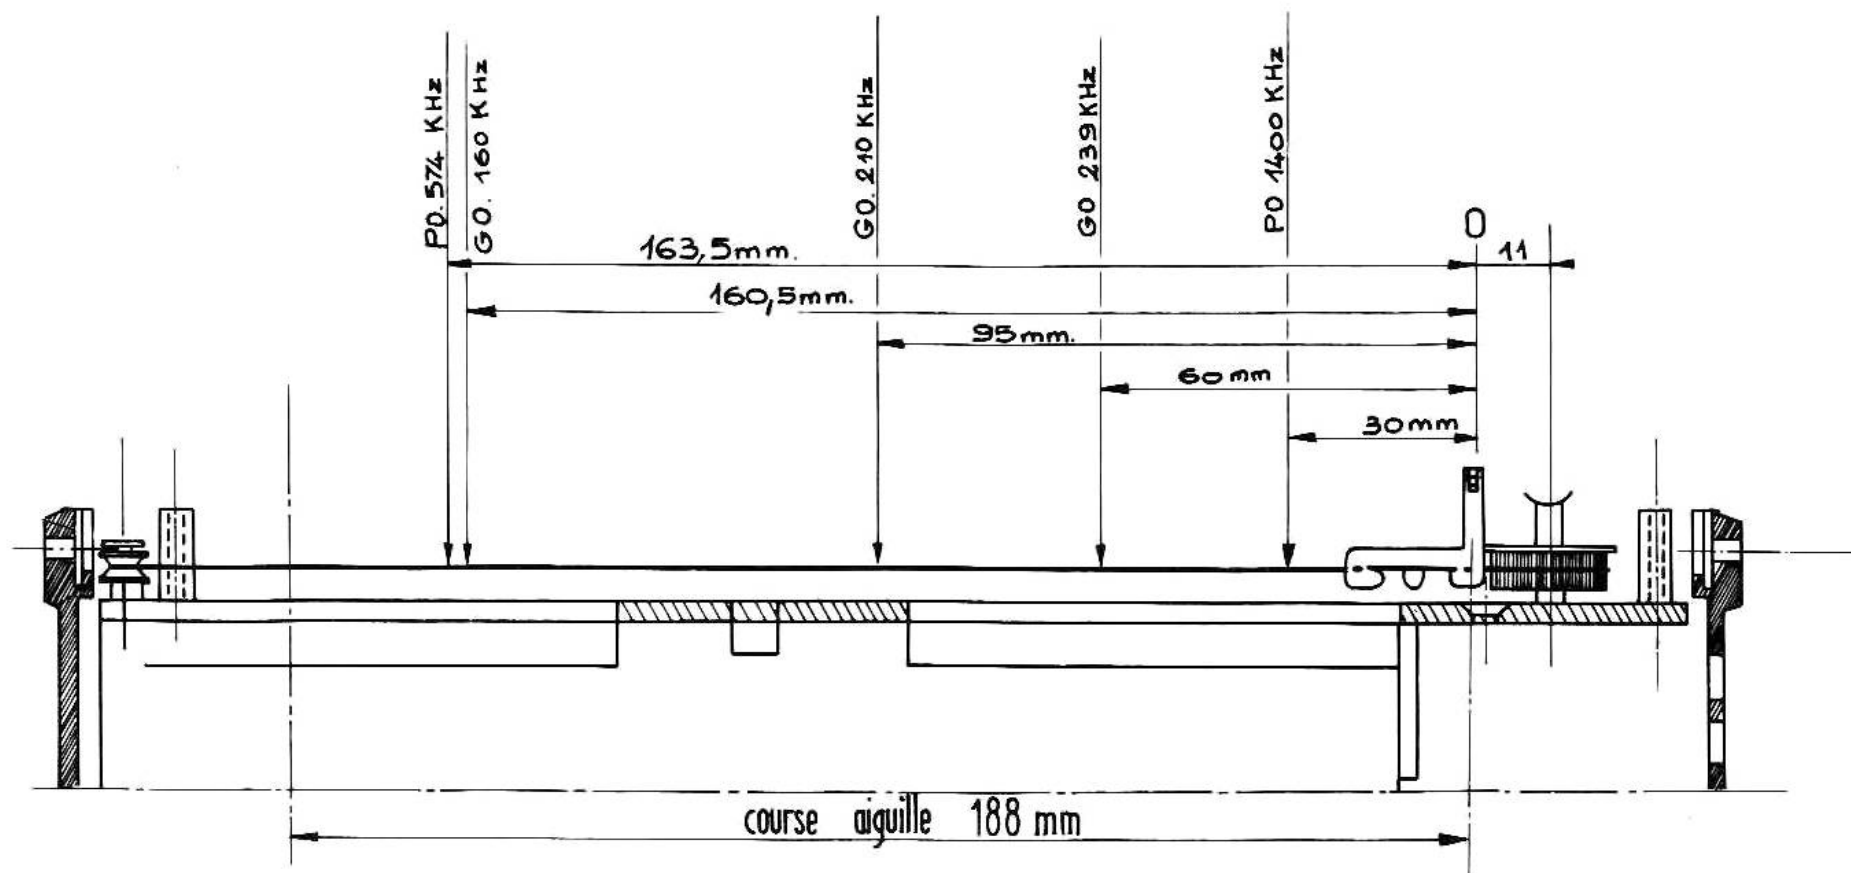 PO. 574 KHz
GO. 160 KHz
GO. 210 KHz
GO 239 KHz
PO 1400 KHz
O
163,5mm.
11
160,5mm.
95mm.
60mm
30mm
course aiguille 188 mm